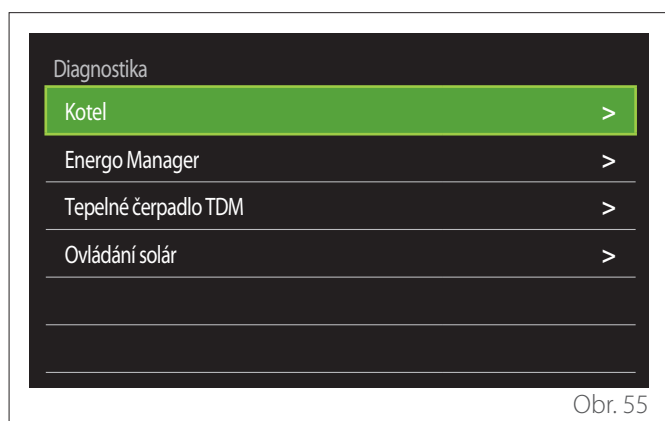 Diagnostika
Kotel >
Energo Manager >
Tepelné čerpadlo TDM >
Ovládání solár >
Obr. 55